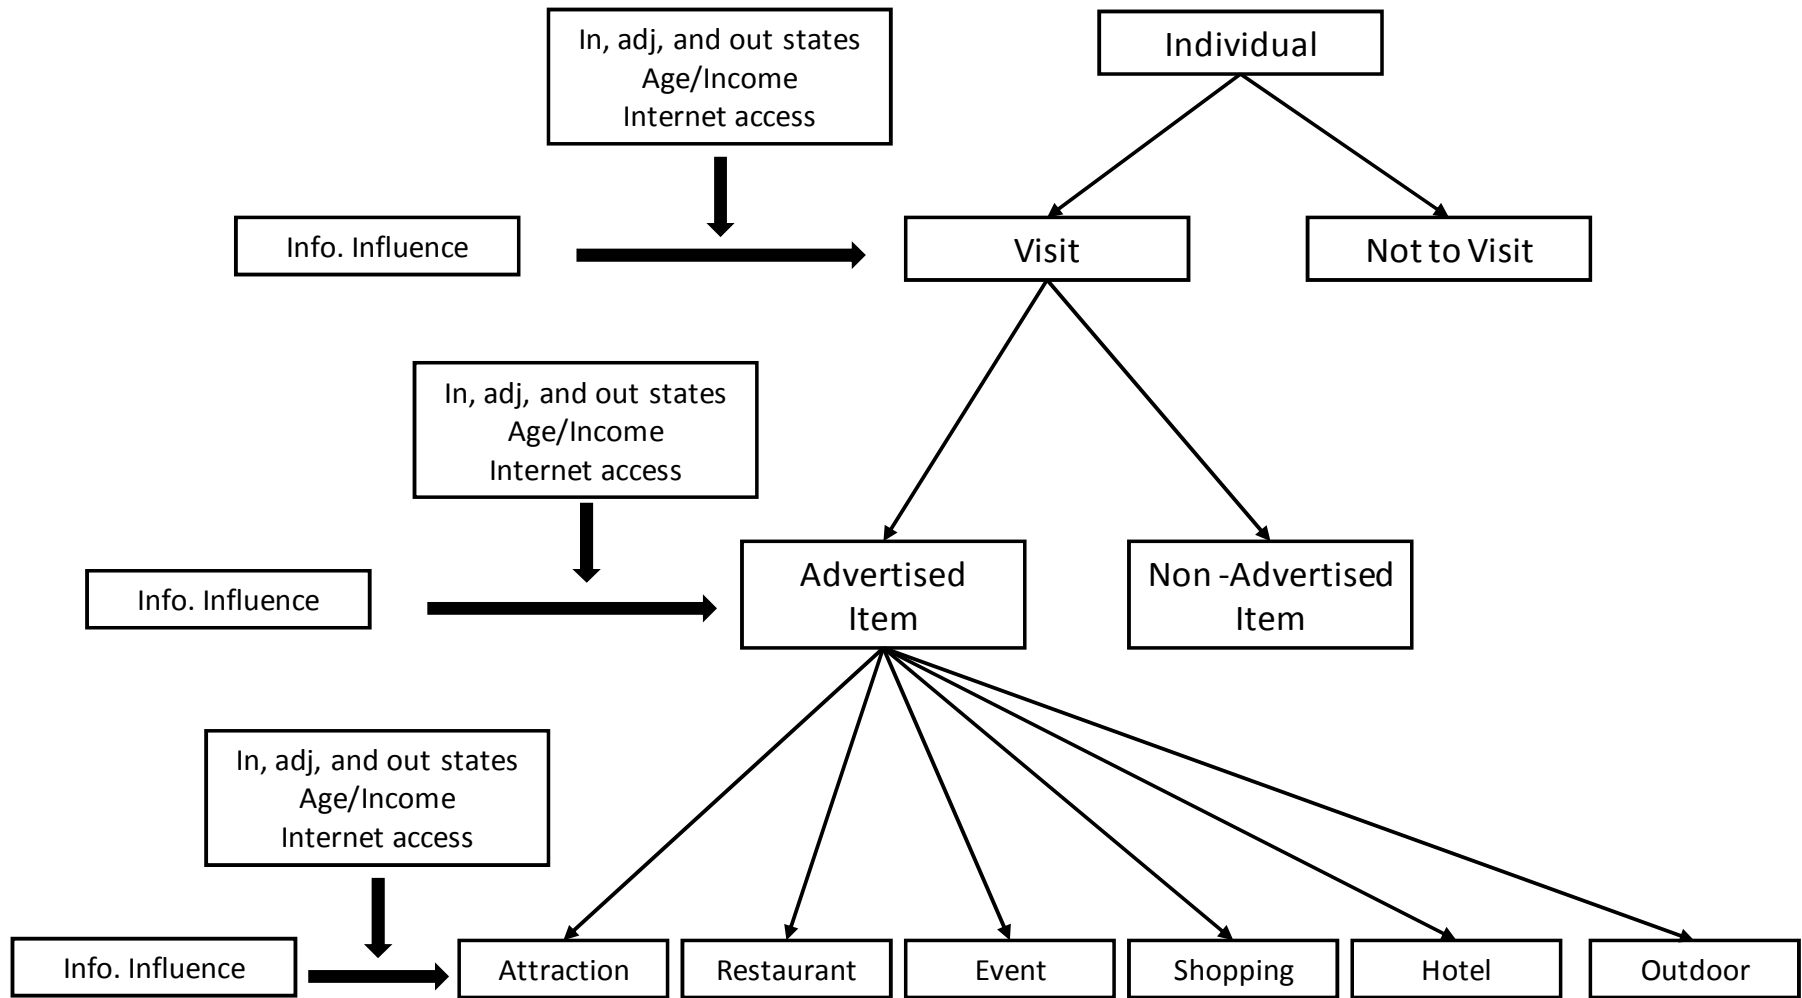 In, adj, and out states
Age/Income
Internet access
Individual
Info. Influence
Visit
Not to Visit
In, adj, and out states
Age/Income
Internet access
Info. Influence
Advertised
Item
Non -Advertised
Item
In, adj, and out states
Age/Income
Internet access
Info. Influence
Attraction
Restaurant
Event
Shopping
Hotel
Outdoor